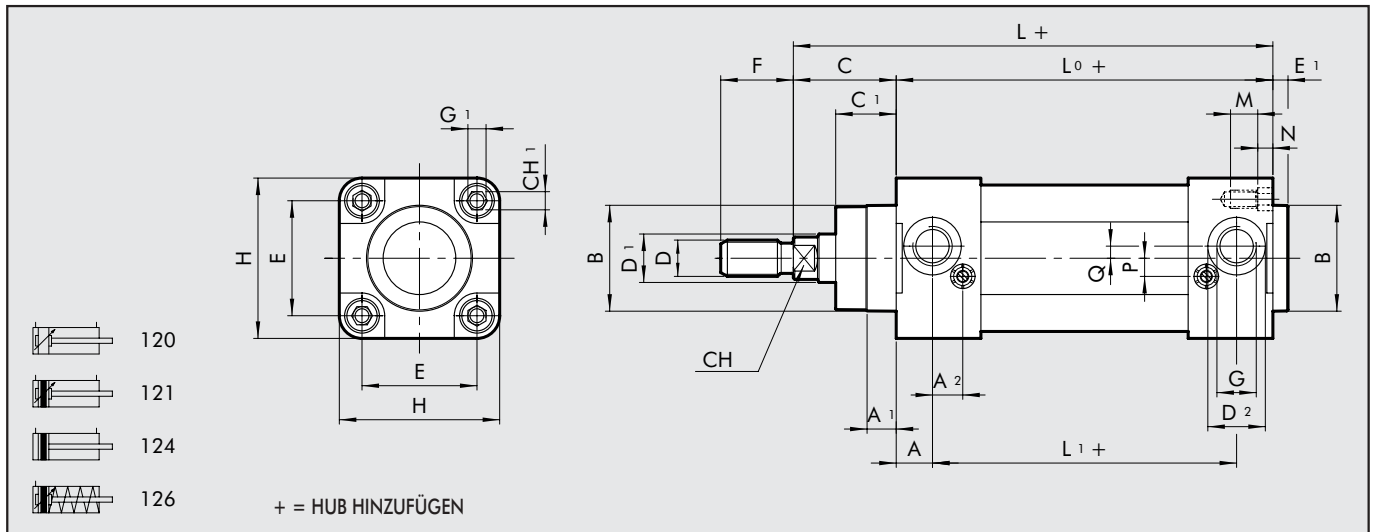 L +
F C L0 + E1
C1 M
G1 N
CH1
H E B D1 D Q P B
CH
120
E A2 G
121 H A1 D2
A L1 +
124
126
+ = HUB HINZUFÜGEN